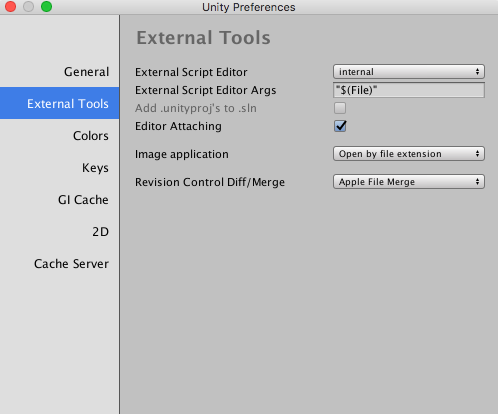 Unity Preferences
General
External Tools
Colors
Keys
GI Cache
2D
Cache Server
External Tools
External Script Editor internal
External Script Editor Args "$(File)"
Add .unityproj's to .sln
Editor Attaching
Image application Open by file extension
Revision Control Diff/Merge Apple File Merge